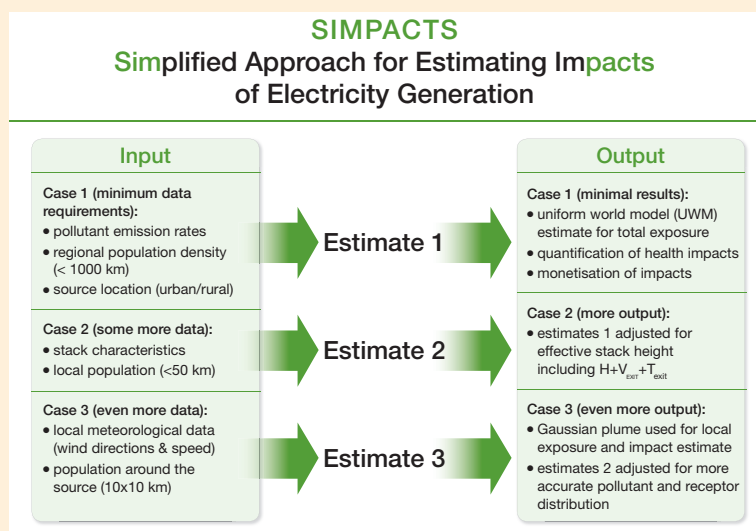 SIMPACTS
Simplified Approach for Estimating Impacts
of Electricity Generation
Input
Case 1 (minimum data
requirements):
• pollutant emission rates
• regional population density
(< 1000 km)
• source location (urban/rural)
Case 2 (some more data):
• stack characteristics
• local population (<50 km)
Case 3 (even more data):
• local meteorological data
(wind directions & speed)
• population around the
source (10x10 km)
Estimate 1
Estimate 2
Estimate 3
Output
Case 1 (minimal results):
• uniform world model (UWM)
estimate for total exposure
• quantification of health impacts
• monetisation of impacts
Case 2 (more output):
• estimates 1 adjusted for
effective stack height
including H+V_EXIT+T_exit
Case 3 (even more output):
• Gaussian plume used for local
exposure and impact estimate
• estimates 2 adjusted for more
accurate pollutant and receptor
distribution